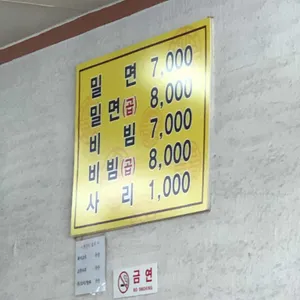 밀면 7,000
밀면(곱) 8,000
비빔 7,000
비빔(곱) 8,000
사리 1,000
금연
NO SMOKING